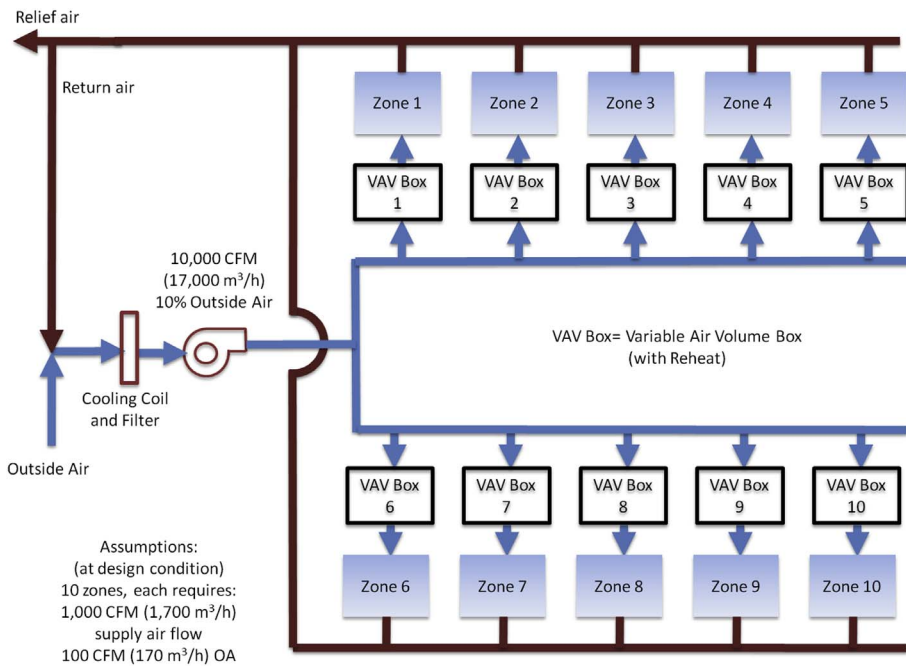 Relief air
Return air
Zone 1
Zone 2
Zone 3
Zone 4
Zone 5
VAV Box
1
VAV Box
2
VAV Box
3
VAV Box
4
VAV Box
5
10,000 CFM
(17,000 m³/h)
10% Outside Air
VAV Box= Variable Air Volume Box
(with Reheat)
Cooling Coil
and Filter
Outside Air
VAV Box
6
VAV Box
7
VAV Box
8
VAV Box
9
VAV Box
10
Assumptions:
(at design condition)
10 zones, each requires:
1,000 CFM (1,700 m³/h)
supply air flow
100 CFM (170 m³/h) OA
Zone 6
Zone 7
Zone 8
Zone 9
Zone 10